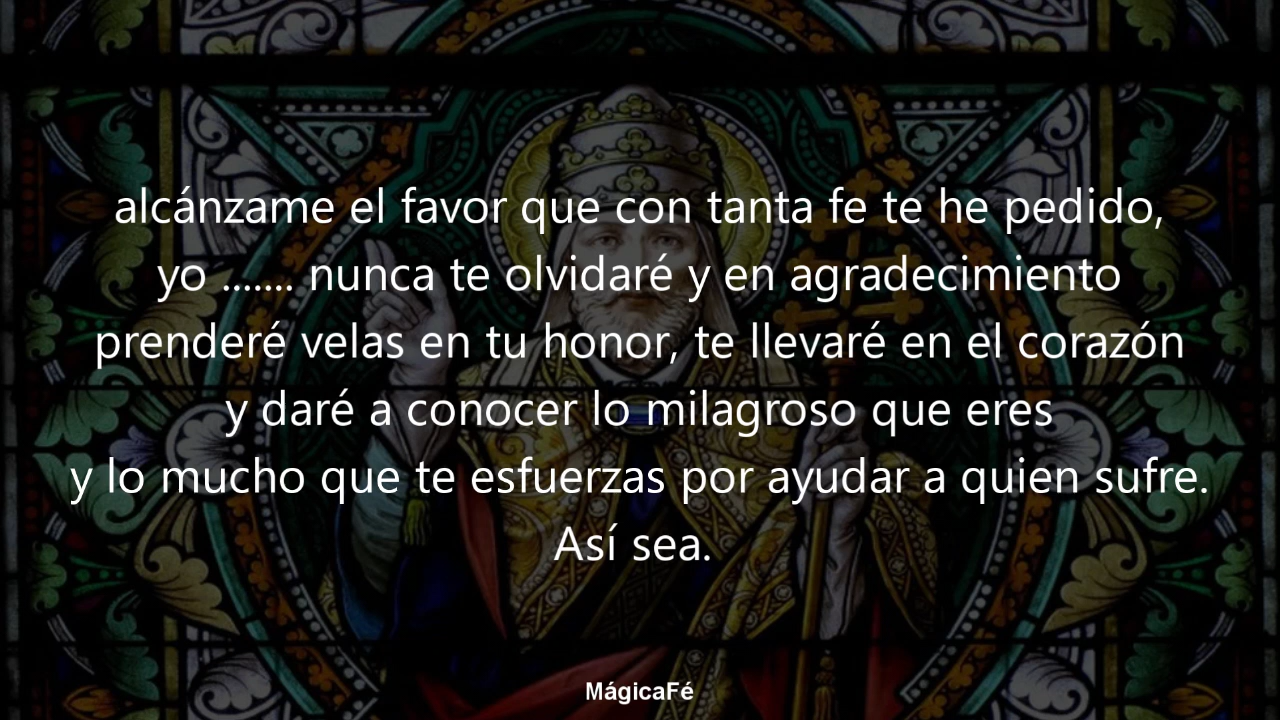 alcánzame el favor que con tanta fe te he pedido,
yo ....... nunca te olvidaré y en agradecimiento
prenderé velas en tu honor, te llevaré en el corazón
y daré a conocer lo milagroso que eres
y lo mucho que te esfuerzas por ayudar a quien sufre.
Así sea.
MágicaFé